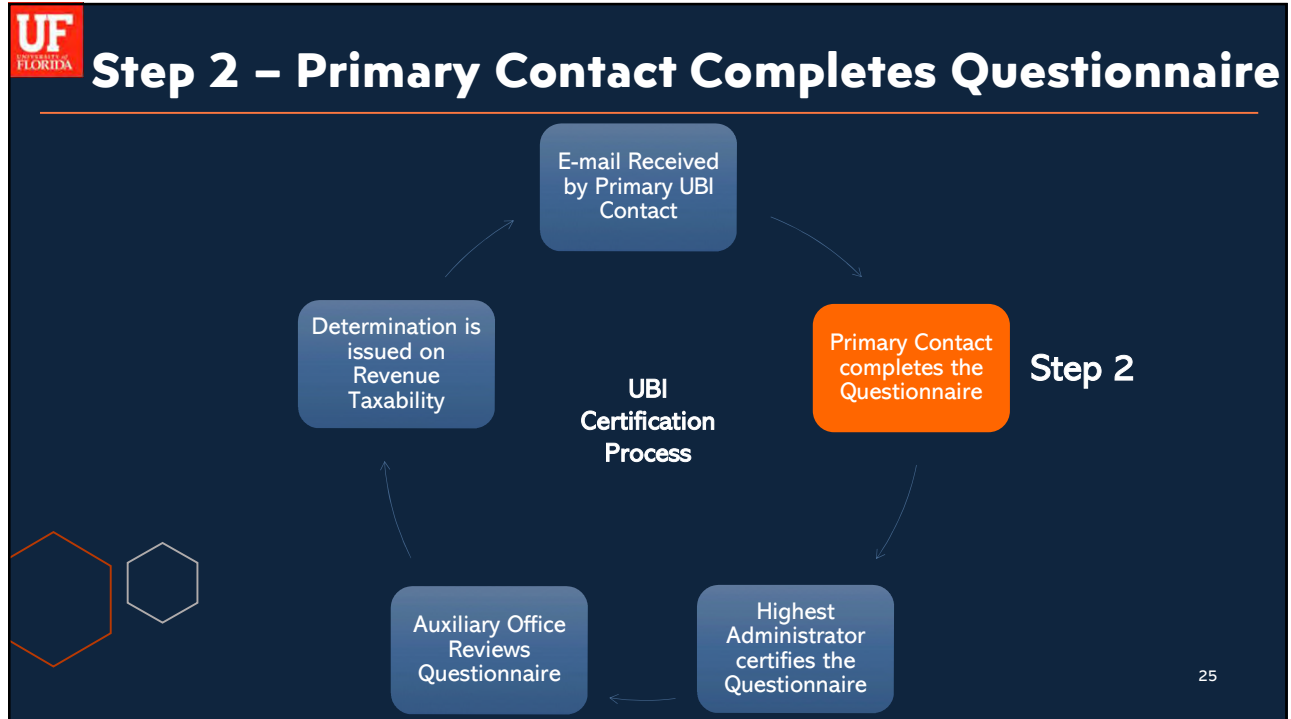 UF
UNIVERSITY of
FLORIDA
Step 2 – Primary Contact Completes Questionnaire
E-mail Received
by Primary UBI
Contact
Primary Contact
completes the
Questionnaire
Step 2
Highest
Administrator
certifies the
Questionnaire
Auxiliary Office
Reviews
Questionnaire
Determination is
issued on
Revenue
Taxability
UBI
Certification
Process
25